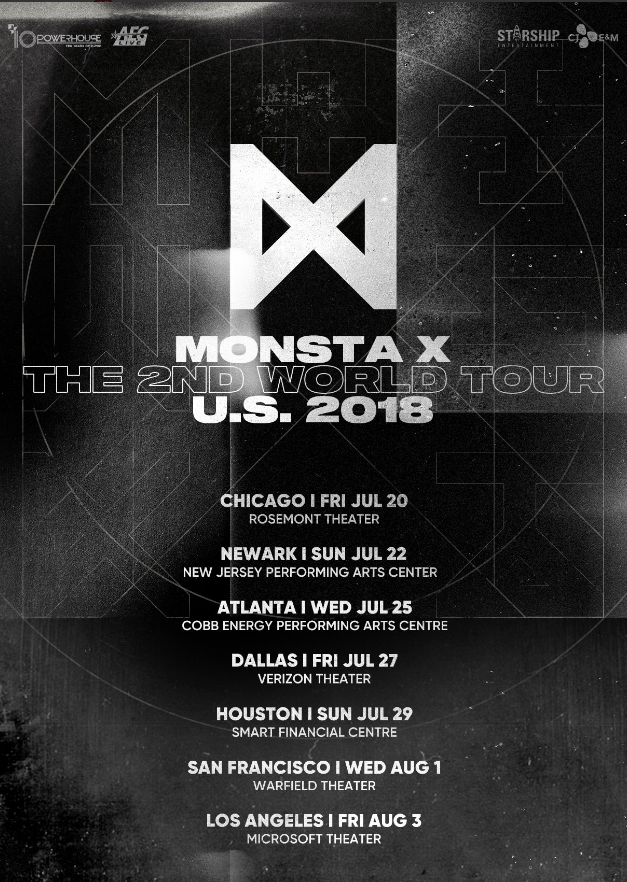 10 POWERHOUSE
AEG
LIVE
STARSHIP
ENTERTAINMENT
CJ E&M
MONSTA X
THE 2ND WORLD TOUR
U.S. 2018
CHICAGO I FRI JUL 20
ROSEMONT THEATER
NEWARK I SUN JUL 22
NEW JERSEY PERFORMING ARTS CENTER
ATLANTA I WED JUL 25
COBB ENERGY PERFORMING ARTS CENTRE
DALLAS I FRI JUL 27
VERIZON THEATER
HOUSTON I SUN JUL 29
SMART FINANCIAL CENTRE
SAN FRANCISCO I WED AUG 1
WARFIELD THEATER
LOS ANGELES I FRI AUG 3
MICROSOFT THEATER